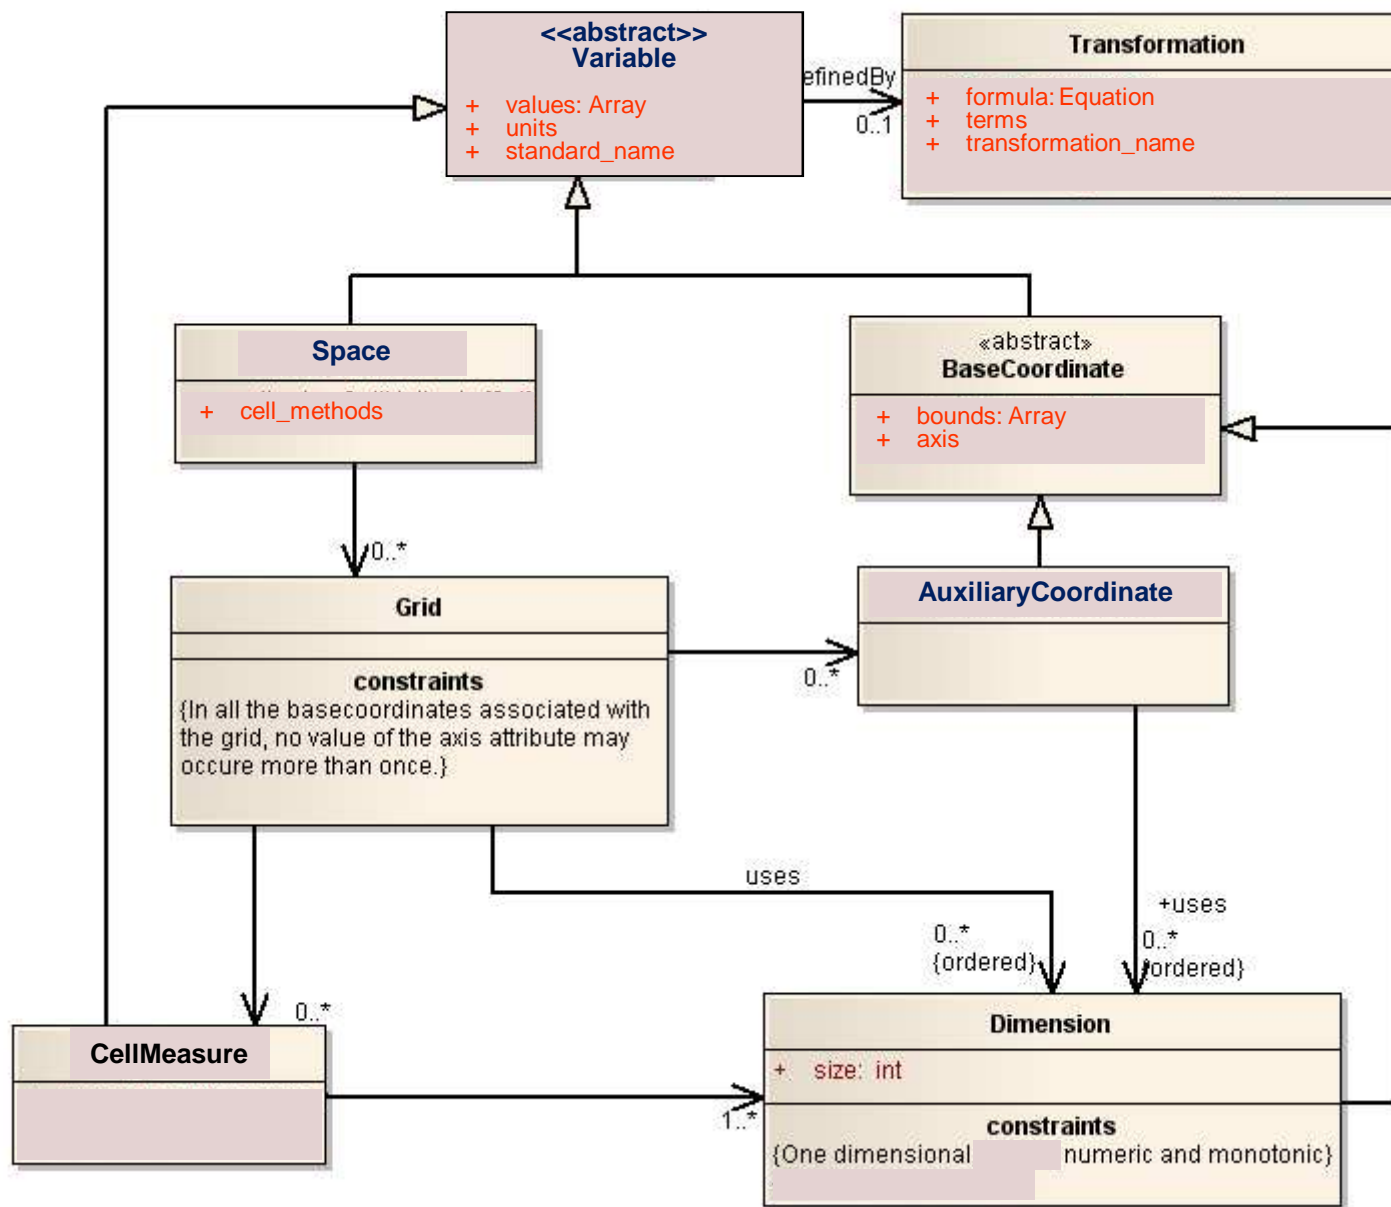 <<abstract>>
Variable
+ values: Array
+ units
+ standard_name
efinedBy
0..1
Transformation
+ formula: Equation
+ terms
+ transformation_name
Space
+ cell_methods
«abstract»
BaseCoordinate
+ bounds: Array
+ axis
0..*
Grid
constraints
{In all the basecoordinates associated with
the grid, no value of the axis attribute may
occure more than once.}
0..*
AuxiliaryCoordinate
uses
0..*
{ordered}
+uses
0..*
{ordered}
0..*
CellMeasure
1..*
Dimension
+ size: int
constraints
{One dimensional numeric and monotonic}